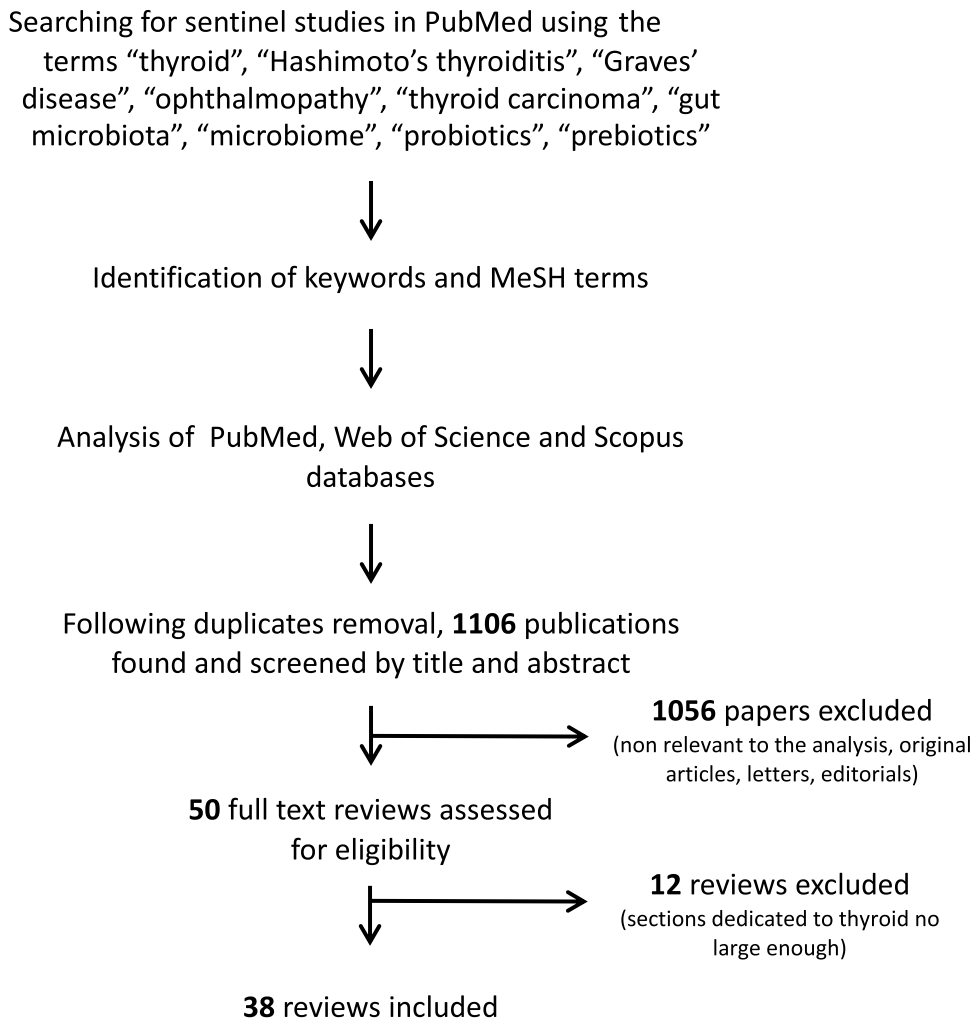 Searching for sentinel studies in PubMed using the
terms “thyroid”, “Hashimoto’s thyroiditis”, “Graves’
disease”, “ophthalmopathy”, “thyroid carcinoma”, “gut
microbiota”, “microbiome”, “probiotics”, “prebiotics”
Identification of keywords and MeSH terms
Analysis of PubMed, Web of Science and Scopus
databases
Following duplicates removal, 1106 publications
found and screened by title and abstract
1056 papers excluded
(non relevant to the analysis, original
articles, letters, editorials)
50 full text reviews assessed
for eligibility
12 reviews excluded
(sections dedicated to thyroid no
large enough)
38 reviews included